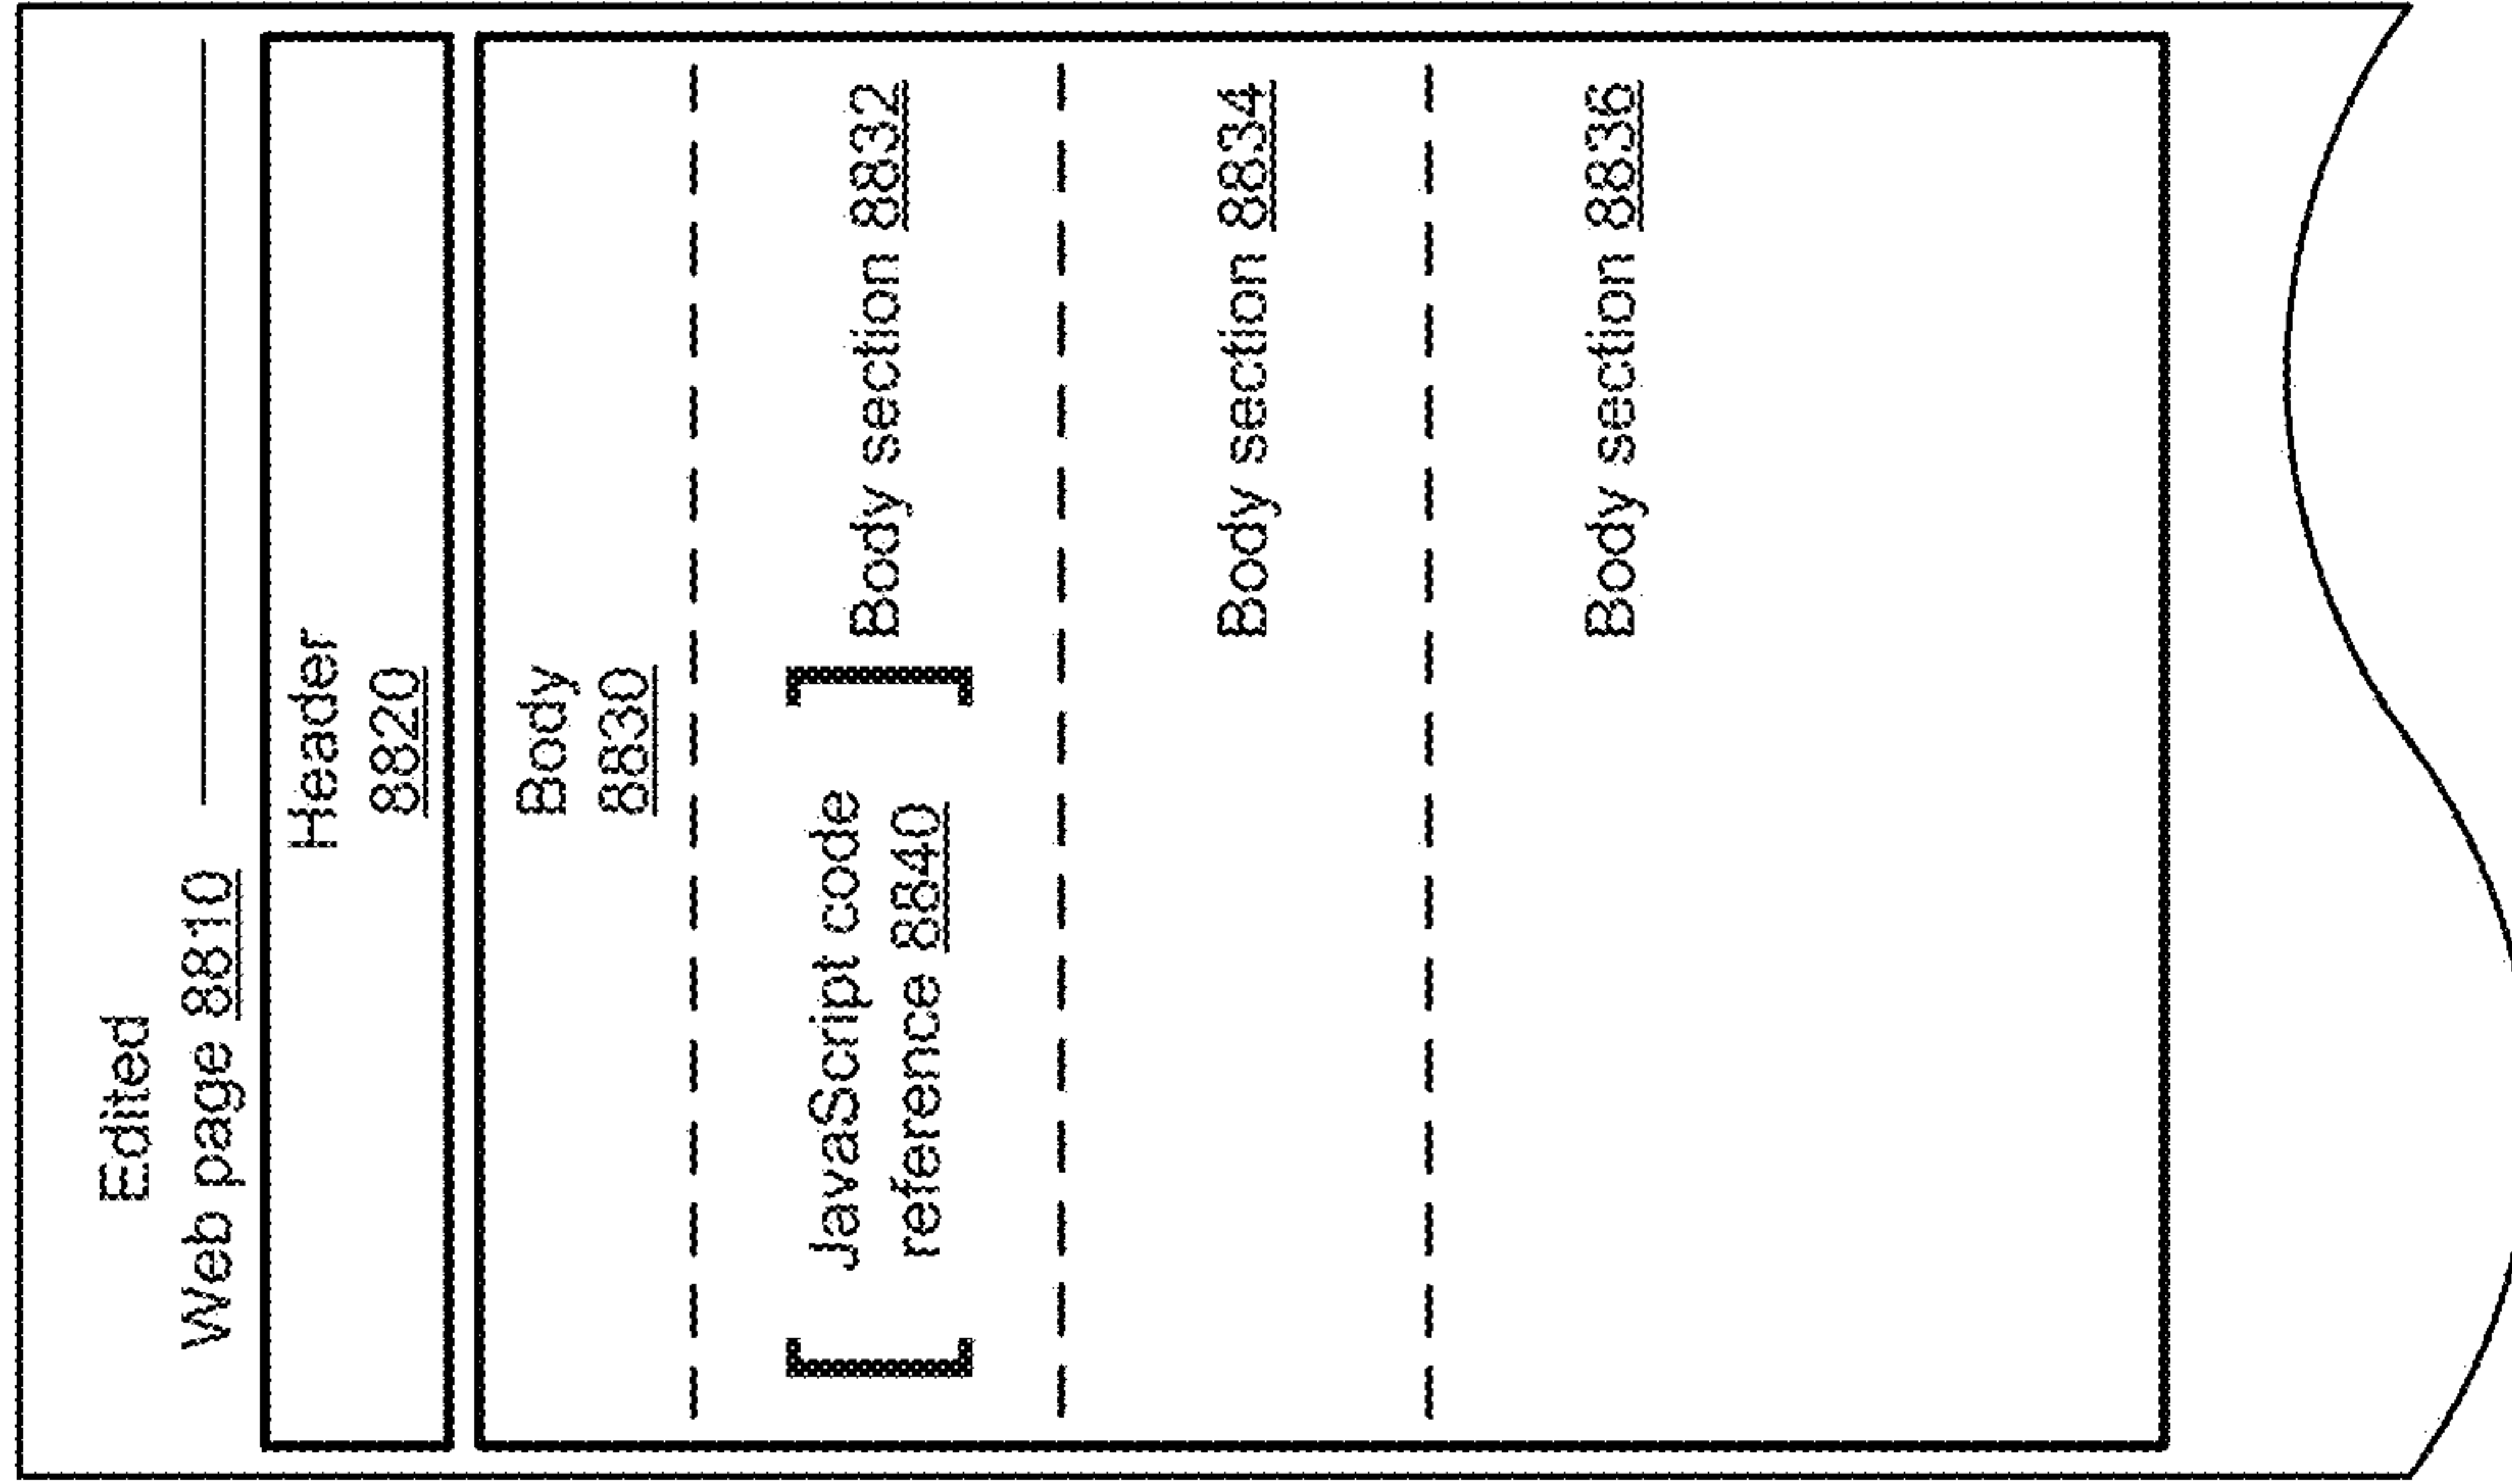 Edited
Web page 8810
Header
8820
Body
8830
JavaScript code
reference 8840
Body section 8832
Body section 8834
Body section 8836